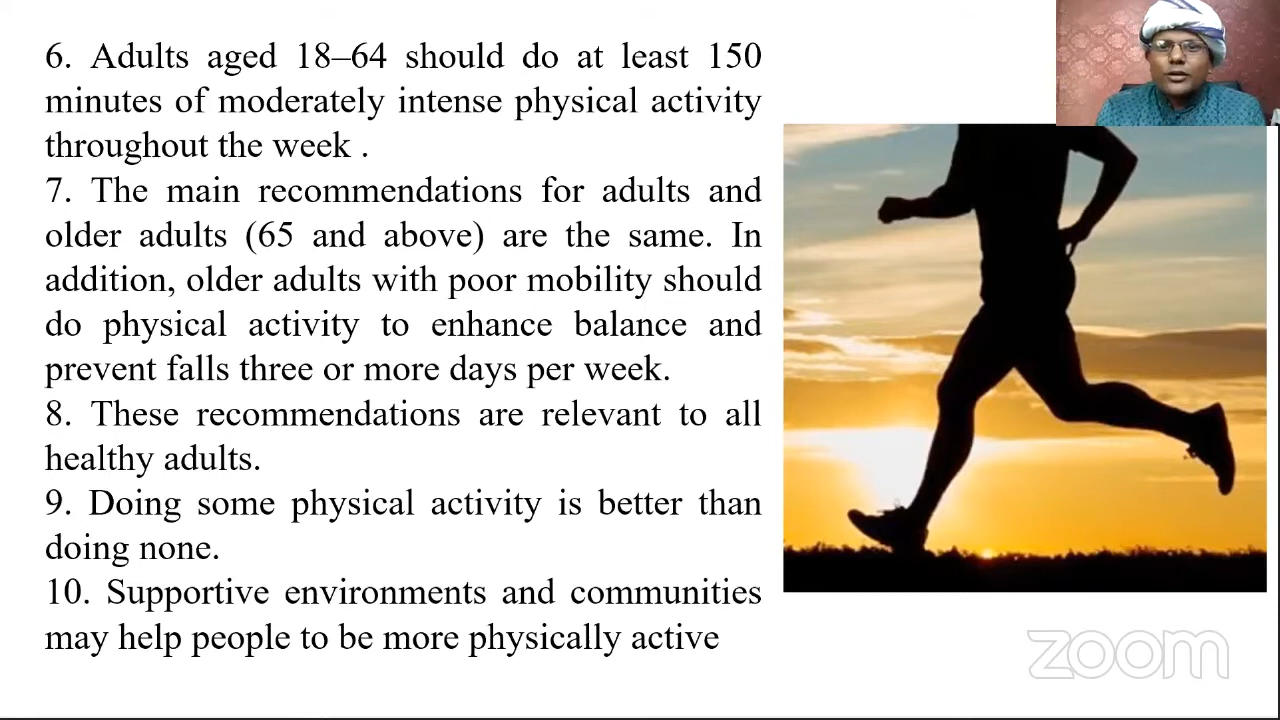 6. Adults aged 18–64 should do at least 150
minutes of moderately intense physical activity
throughout the week .
7. The main recommendations for adults and
older adults (65 and above) are the same. In
addition, older adults with poor mobility should
do physical activity to enhance balance and
prevent falls three or more days per week.
8. These recommendations are relevant to all
healthy adults.
9. Doing some physical activity is better than
doing none.
10. Supportive environments and communities
may help people to be more physically active
zoom